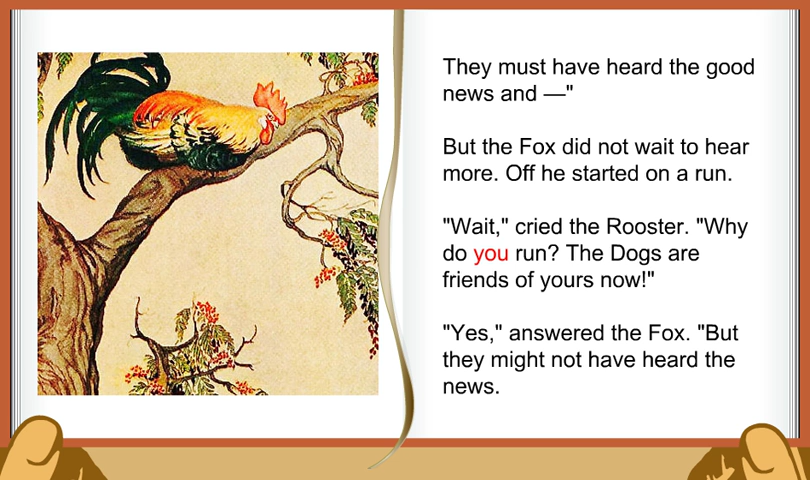 They must have heard the good
news and —"
But the Fox did not wait to hear
more. Off he started on a run.
"Wait," cried the Rooster. "Why
do you run? The Dogs are
friends of yours now!"
"Yes," answered the Fox. "But
they might not have heard the
news.